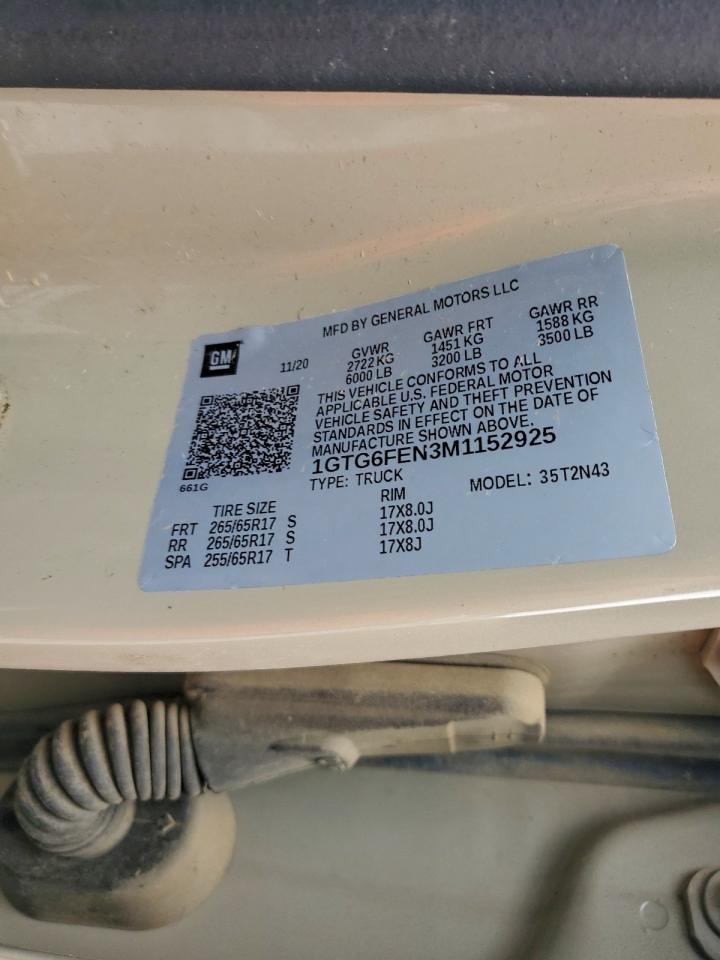 MFD BY GENERAL MOTORS LLC
GM
11/20
GVWR GAWR FRT GAWR RR
2722 KG 1451 KG 1588 KG
6000 LB 3200 LB 3500 LB
THIS VEHICLE CONFORMS TO ALL
APPLICABLE U.S. FEDERAL MOTOR
VEHICLE SAFETY AND THEFT PREVENTION
STANDARDS IN EFFECT ON THE DATE OF
MANUFACTURE SHOWN ABOVE.
1GTG6FEN3M1152925
661G
TYPE: TRUCK MODEL: 35T2N43
TIRE SIZE RIM
FRT 265/65R17 S 17X8.0J
RR 265/65R17 S 17X8.0J
SPA 255/65R17 T 17X8J